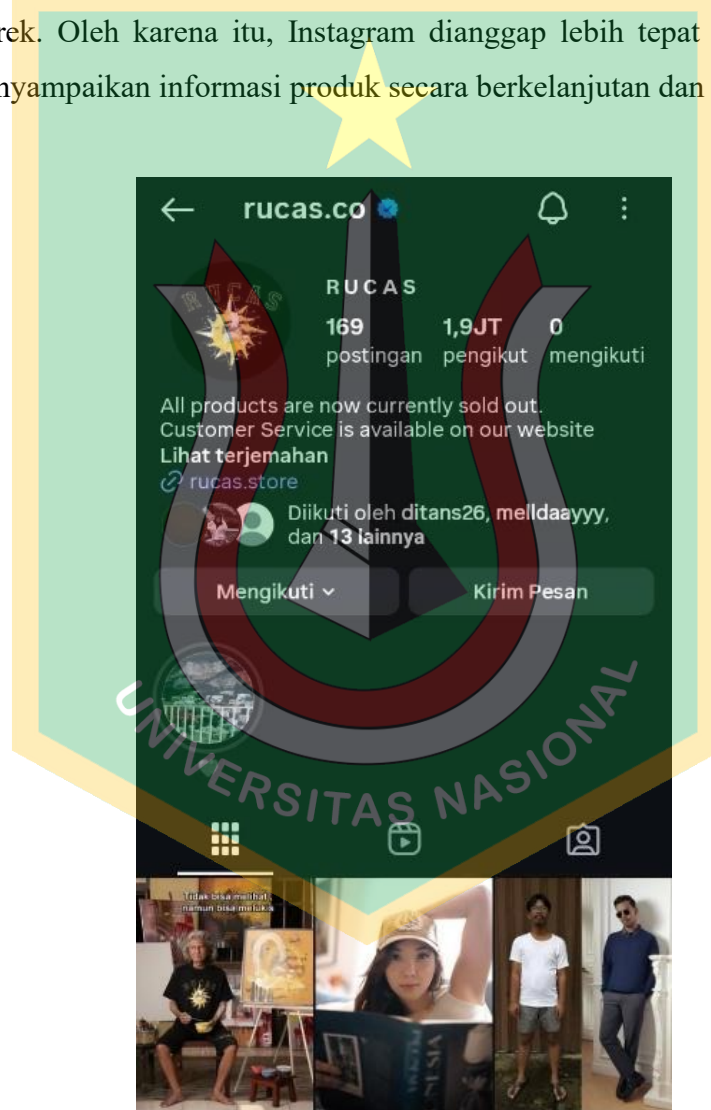 rek. Oleh karena itu, Instagram dianggap lebih tepat
nyampaikan informasi produk secara berkelanjutan dan
rucas.co
RUCAS
RUCAS
169 1,9JT 0
postingan pengikut mengikuti
All products are now currently sold out.
Customer Service is available on our website
Lihat terjemahan
rucas.store
Diikuti oleh ditans26, melldaayyy,
dan 13 lainnya
Mengikuti Kirim Pesan
UNIVERSITAS NASIONAL
Tidak bisa melihat,
namun bisa melukis